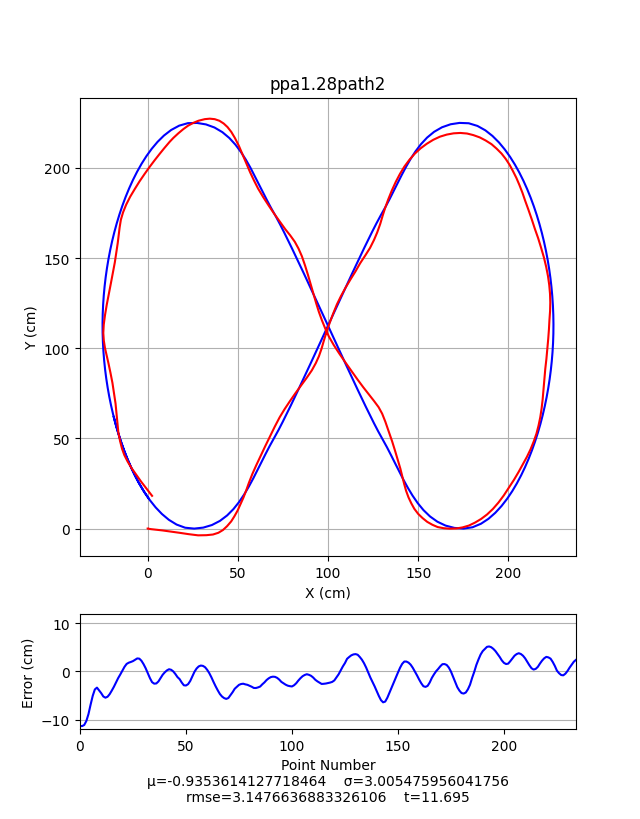 ppa1.28path2
Y (cm)
200
150
100
50
0
0 50 100 150 200
X (cm)
Error (cm)
10
0
−10
0 50 100 150 200
Point Number
μ=-0.9353614127718464 σ=3.005475956041756
rmse=3.1476636883326106 t=11.695